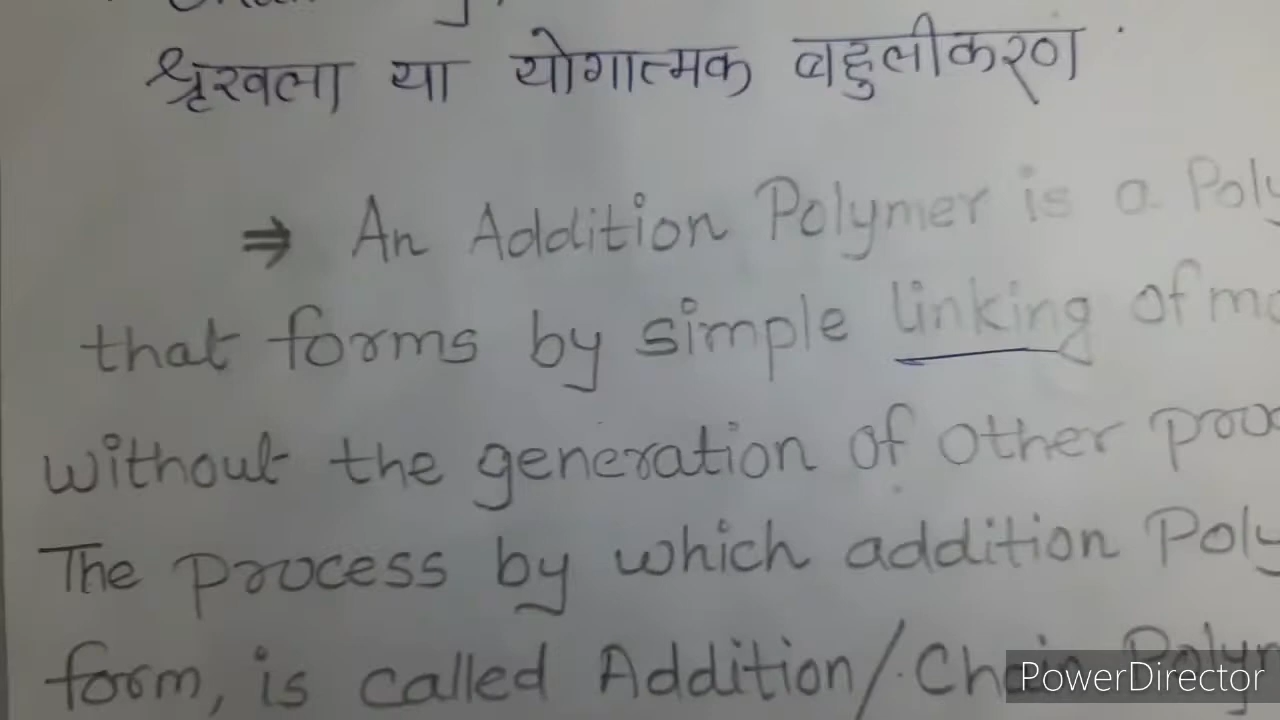 श्रृखला या योगात्मक बहुलीकरण
⇒ An Addition Polymer is a Poly
that forms by simple linking of mo
without the generation of other pro
The process by which addition Poly
form, is called Addition/Chain Polym
PowerDirector